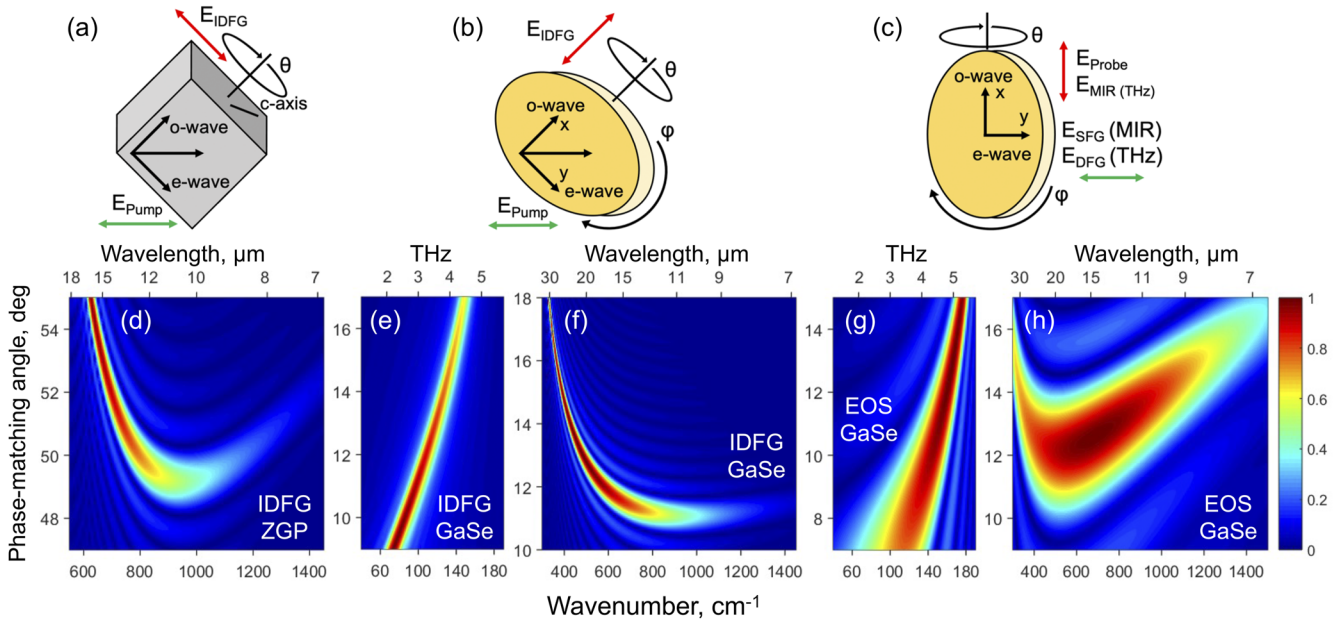 (a)
E_IDFG
θ
c-axis
o-wave
e-wave
E_Pump
(b)
E_IDFG
θ
o-wave
x
φ
y
e-wave
E_Pump
(c)
θ
o-wave
x
y
e-wave
E_Probe
E_MIR (THz)
E_SFG (MIR)
E_DFG (THz)
φ
Wavelength, µm
THz
Wavelength, µm
THz
Wavelength, µm
18 15 12 10 8 7
2 3 4 5
30 20 15 11 9 7
2 3 4 5
30 20 15 11 9 7
Phase-matching angle, deg
(d)
54
52
50
48
IDFG
ZGP
600 800 1000 1200 1400
(e)
16
14
12
10
IDFG
GaSe
60 100 140 180
(f)
18
16
14
12
10
IDFG
GaSe
400 600 800 1000 1200 1400
(g)
14
12
10
8
EOS
GaSe
60 100 140 180
(h)
16
14
12
10
EOS
GaSe
400 600 800 1000 1200 1400
1
0.8
0.6
0.4
0.2
0
Wavenumber, cm⁻¹